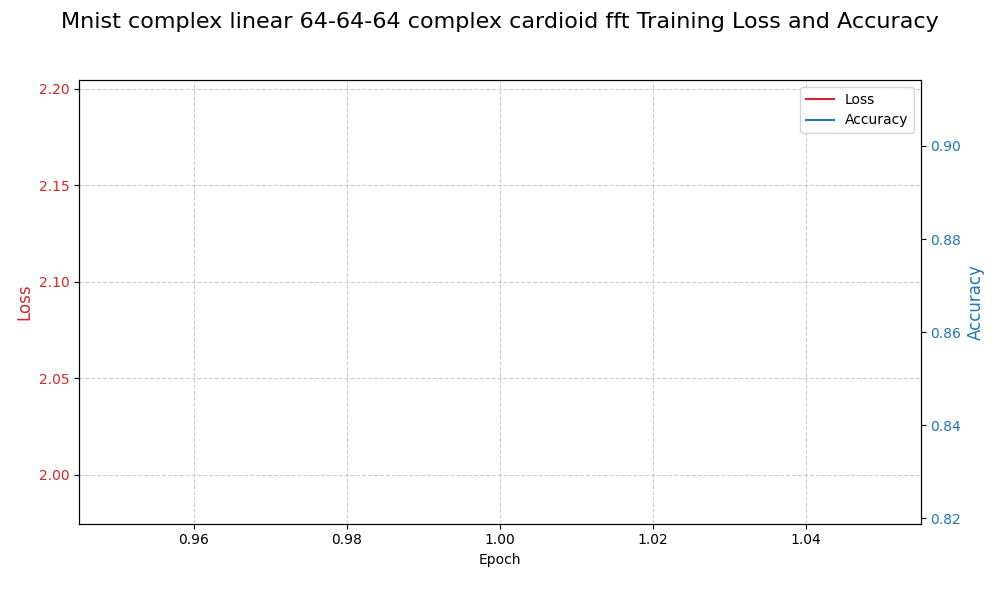 Mnist complex linear 64-64-64 complex cardioid fft Training Loss and Accuracy
Loss
Accuracy
2.20
2.15
2.10
2.05
2.00
Loss
0.90
0.88
0.86
0.84
0.82
Accuracy
0.96 0.98 1.00 1.02 1.04
Epoch